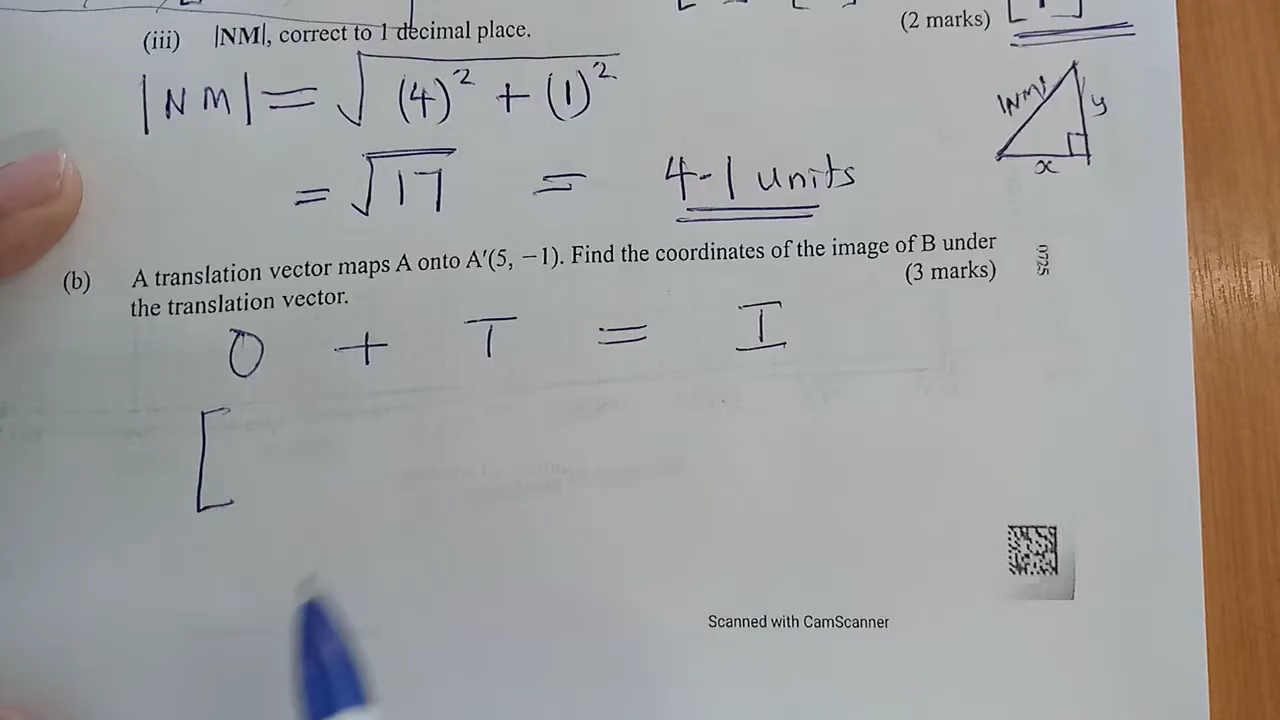 (2 marks)
(iii) |NM|, correct to 1 decimal place.
|NM| = √(4)² + (1)²
|NM| y
x
= √17 = 4.1 units
(b) A translation vector maps A onto A′(5, −1). Find the coordinates of the image of B under
the translation vector. (3 marks)
0725
O + T = I
[
Scanned with CamScanner